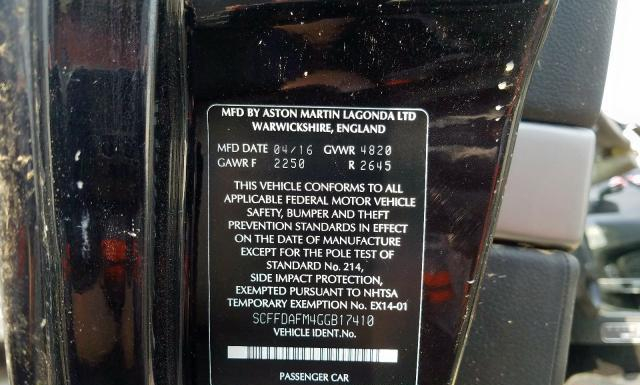 MFD BY ASTON MARTIN LAGONDA LTD
WARWICKSHIRE, ENGLAND
MFD DATE 04/16 GVWR 4820
GAWR F 2250 R 2645
THIS VEHICLE CONFORMS TO ALL
APPLICABLE FEDERAL MOTOR VEHICLE
SAFETY, BUMPER AND THEFT
PREVENTION STANDARDS IN EFFECT
ON THE DATE OF MANUFACTURE
EXCEPT FOR THE POLE TEST OF
STANDARD No. 214,
SIDE IMPACT PROTECTION,
EXEMPTED PURSUANT TO NHTSA
TEMPORARY EXEMPTION No. EX14-01
SCFFDAFM4GGB17410
VEHICLE IDENT.No.
PASSENGER CAR